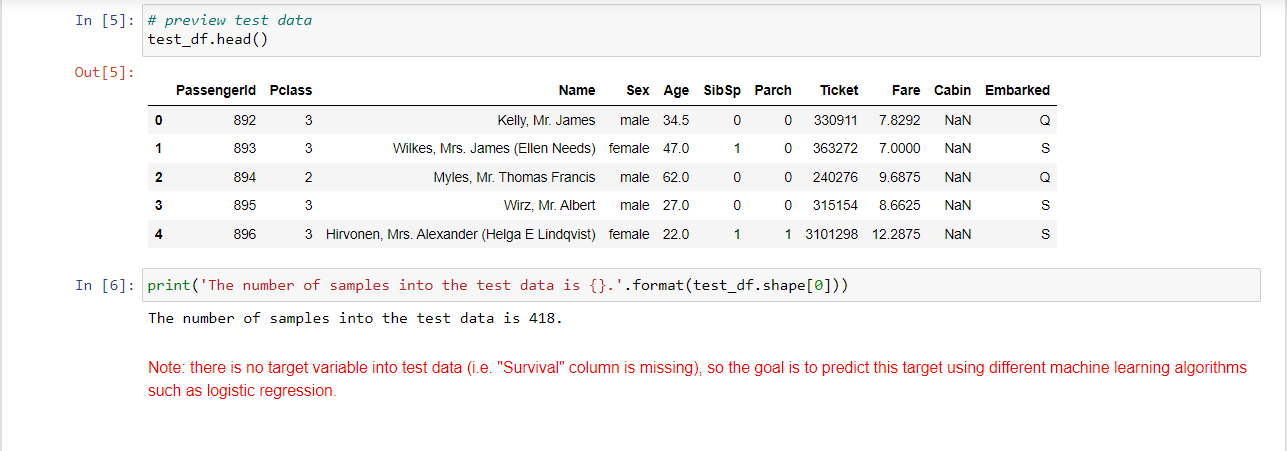 In [5]: # preview test data
test_df.head()
Out[5]:
PassengerId Pclass Name Sex Age SibSp Parch Ticket Fare Cabin Embarked
0 892 3 Kelly, Mr. James male 34.5 0 0 330911 7.8292 NaN Q
1 893 3 Wilkes, Mrs. James (Ellen Needs) female 47.0 1 0 363272 7.0000 NaN S
2 894 2 Myles, Mr. Thomas Francis male 62.0 0 0 240276 9.6875 NaN Q
3 895 3 Wirz, Mr. Albert male 27.0 0 0 315154 8.6625 NaN S
4 896 3 Hirvonen, Mrs. Alexander (Helga E Lindqvist) female 22.0 1 1 3101298 12.2875 NaN S
In [6]: print('The number of samples into the test data is {}.'.format(test_df.shape[0]))
The number of samples into the test data is 418.
Note: there is no target variable into test data (i.e. "Survival" column is missing), so the goal is to predict this target using different machine learning algorithms
such as logistic regression.